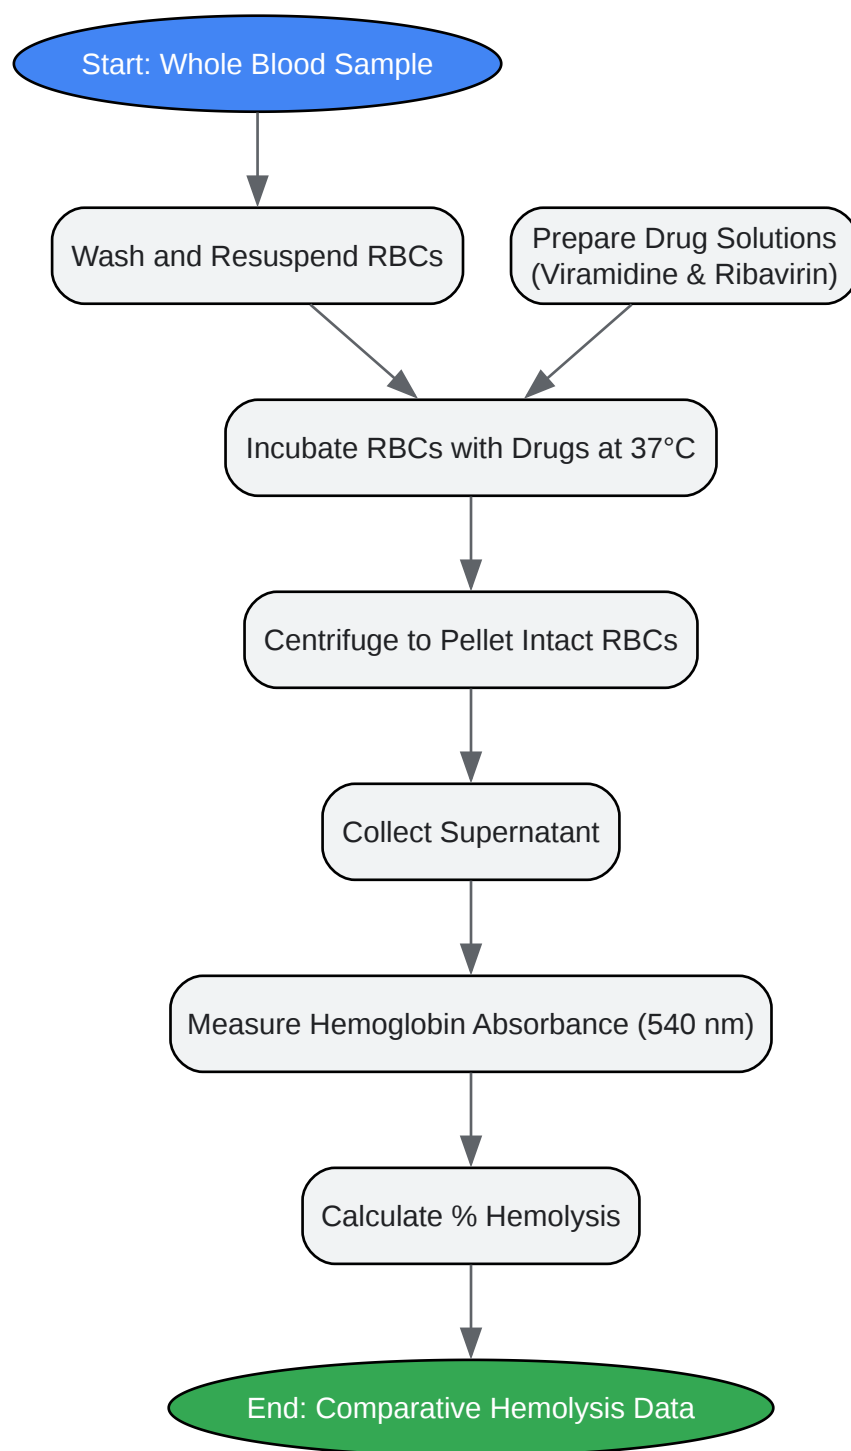 Start: Whole Blood Sample
Wash and Resuspend RBCs
Prepare Drug Solutions
(Viramidine & Ribavirin)
Incubate RBCs with Drugs at 37°C
Centrifuge to Pellet Intact RBCs
Collect Supernatant
Measure Hemoglobin Absorbance (540 nm)
Calculate % Hemolysis
End: Comparative Hemolysis Data